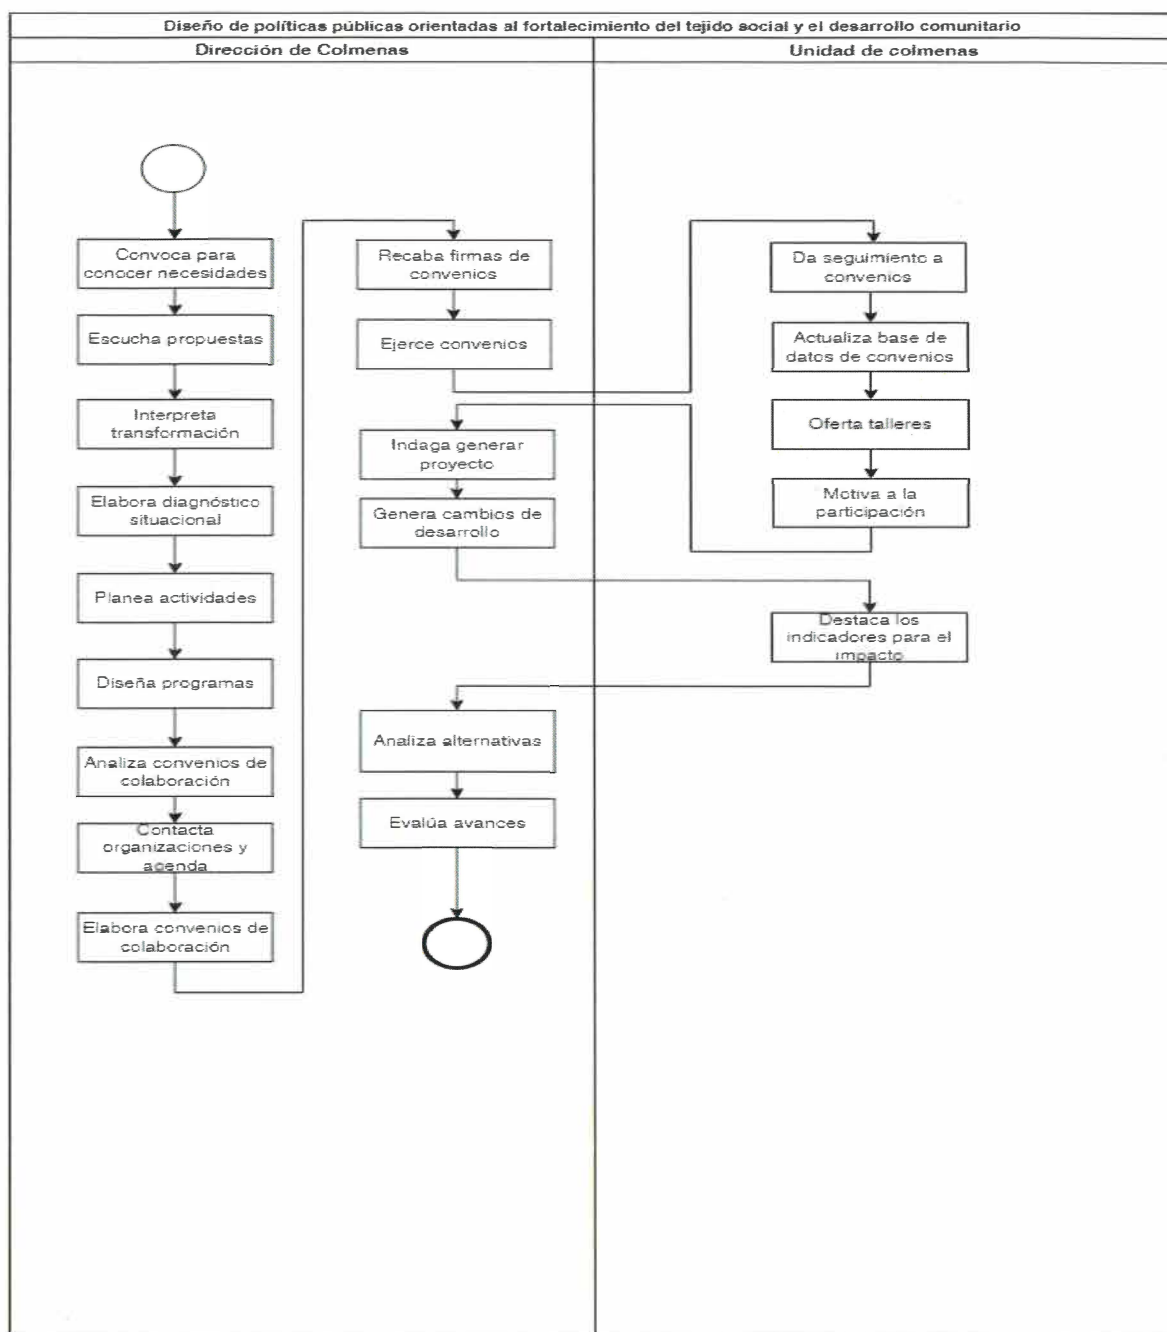 Diseño de políticas públicas orientadas al fortalecimiento del tejido social y el desarrollo comunitario
Dirección de Colmenas
Unidad de colmenas
Convoca para
conocer necesidades
Escucha propuestas
Interpreta
transformación
Elabora diagnóstico
situacional
Planea actividades
Diseña programas
Analiza convenios de
colaboración
Contacta
organizaciones y
agenda
Elabora convenios de
colaboración
Recaba firmas de
convenios
Ejerce convenios
Da seguimiento a
convenios
Actualiza base de
datos de convenios
Oferta talleres
Motiva a la
participación
Indaga generar
proyecto
Genera cambios de
desarrollo
Destaca los
indicadores para el
impacto
Analiza alternativas
Evalúa avances